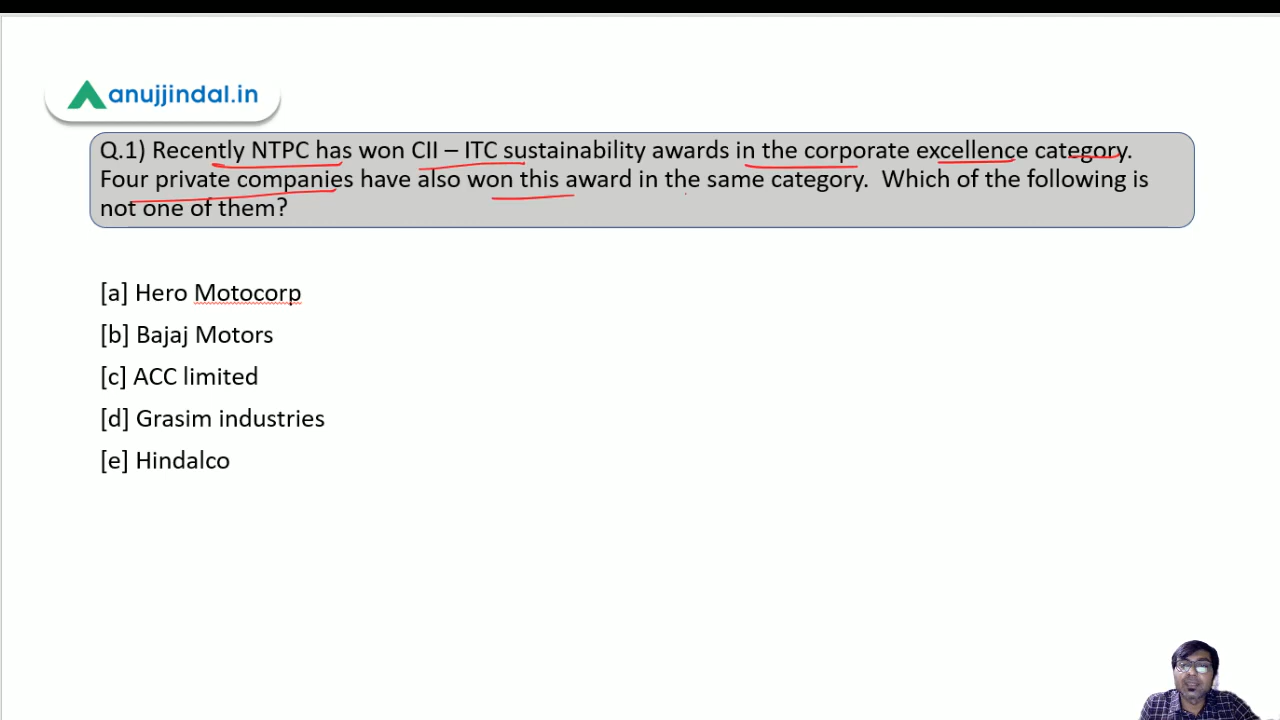 anujjindal.in
Q.1) Recently NTPC has won CII – ITC sustainability awards in the corporate excellence category.
Four private companies have also won this award in the same category. Which of the following is
not one of them?
[a] Hero Motocorp
[b] Bajaj Motors
[c] ACC limited
[d] Grasim industries
[e] Hindalco